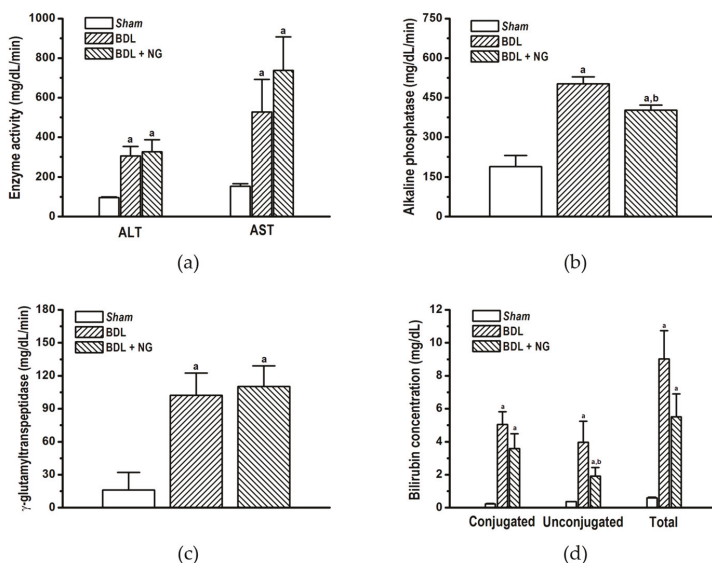 1000
800
600
400
200
0
Enzyme activity (mg/dL/min)
Sham
BDL
BDL + NG
a
a
a
a
ALT
AST
(a)
750
600
450
300
150
0
Alkaline phosphatase (mg/dL/min)
Sham
BDL
BDL + NG
a
a,b
(b)
180
150
120
90
60
30
0
γ-glutamyltranspeptidase (mg/dL/min)
Sham
BDL
BDL + NG
a
a
(c)
12
10
8
6
4
2
0
Bilirubin concentration (mg/dL)
Sham
BDL
BDL + NG
a
a
a
a,b
a
a
Conjugated
Unconjugated
Total
(d)